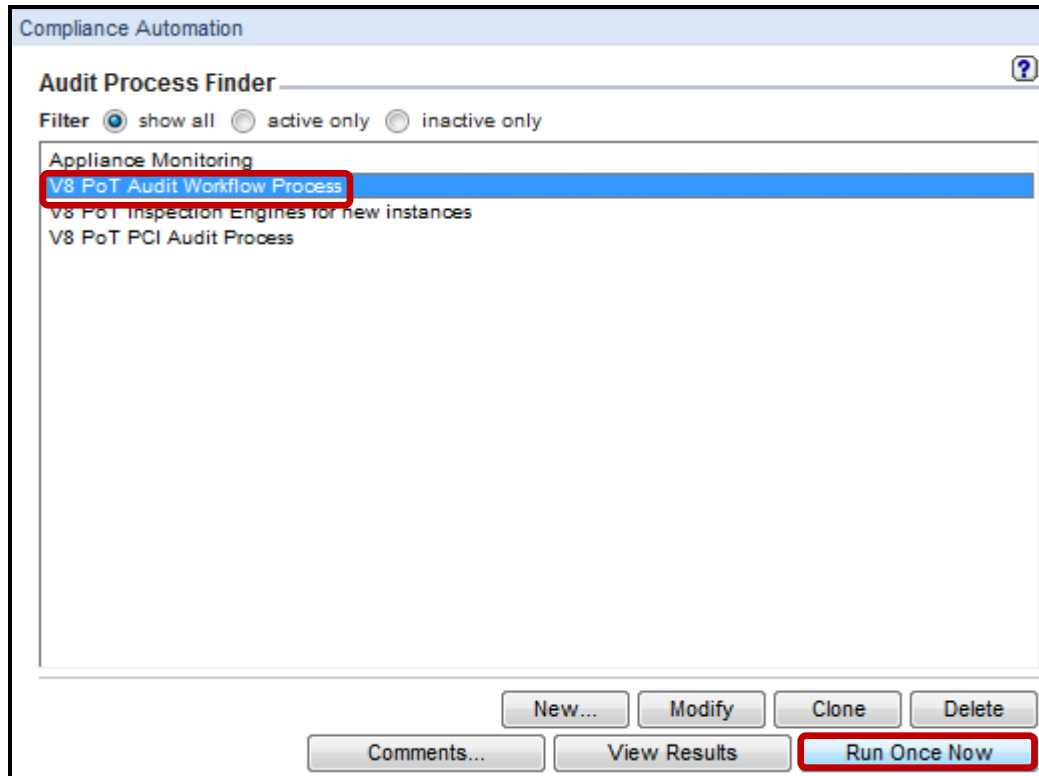 Compliance Automation
Audit Process Finder
?
Filter show all active only inactive only
Appliance Monitoring
V8 PoT Audit Workflow Process
V8 PoT Inspection Engines for new instances
V8 PoT PCI Audit Process
New... Modify Clone Delete
Comments... View Results Run Once Now